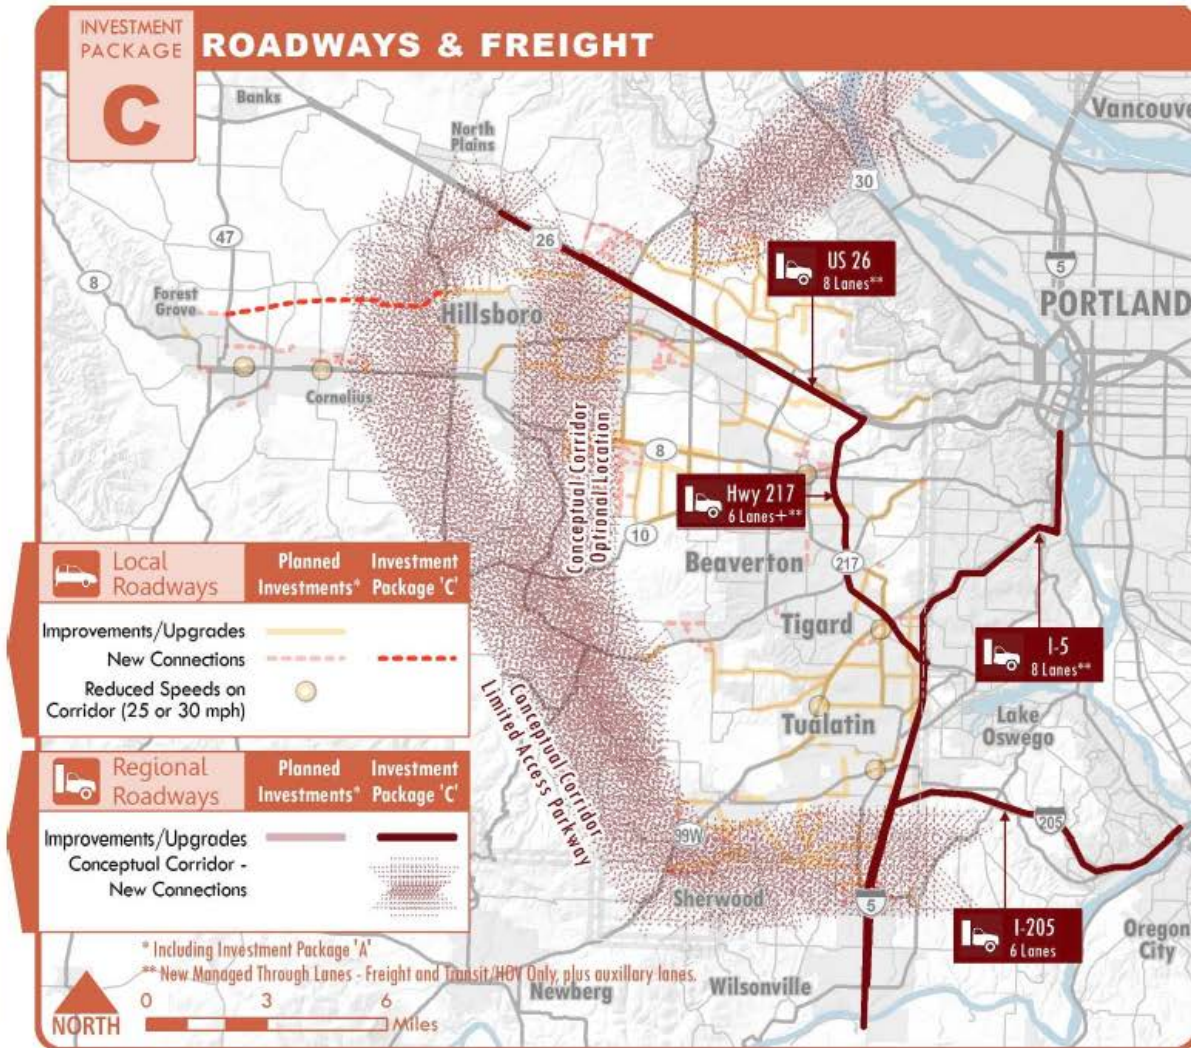 INVESTMENT
PACKAGE
C
ROADWAYS & FREIGHT
Banks
North
Plains
Vancouve
30
47
26
US 26
8 Lanes**
5
8
Forest
Grove
Hillsboro
PORTLAND
Cornelius
Conceptual Corridor
Optional Location
8
Hwy 217
6 Lanes+**
10
Beaverton
217
Tigard
I-5
8 Lanes**
Lake
Oswego
Tualatin
Conceptual Corridor
Limited Access Parkway
99W
205
Sherwood
5
I-205
6 Lanes
Oregon
City
Wilsonville
Newberg
Local
Roadways
Planned
Investments*
Investment
Package 'C'
Improvements/Upgrades
New Connections
Reduced Speeds on
Corridor (25 or 30 mph)
Regional
Roadways
Planned
Investments*
Investment
Package 'C'
Improvements/Upgrades
Conceptual Corridor -
New Connections
* Including Investment Package 'A'
** New Managed Through Lanes - Freight and Transit/HOV Only, plus auxillary lanes.
NORTH
0 3 6
Miles